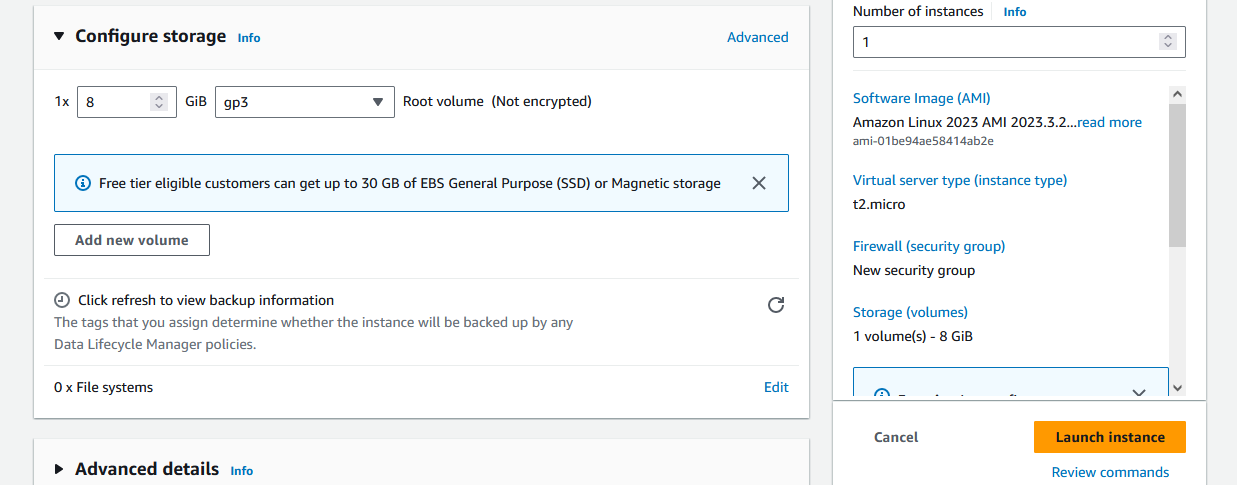 Configure storage Info
Advanced
1x 8 GiB gp3 Root volume (Not encrypted)
Free tier eligible customers can get up to 30 GB of EBS General Purpose (SSD) or Magnetic storage
Add new volume
Click refresh to view backup information
The tags that you assign determine whether the instance will be backed up by any
Data Lifecycle Manager policies.
0 x File systems
Edit
Advanced details Info
Number of instances Info
1
Software Image (AMI)
Amazon Linux 2023 AMI 2023.3.2...read more
ami-01be94ae58414ab2e
Virtual server type (instance type)
t2.micro
Firewall (security group)
New security group
Storage (volumes)
1 volume(s) - 8 GiB
Cancel
Launch instance
Review commands